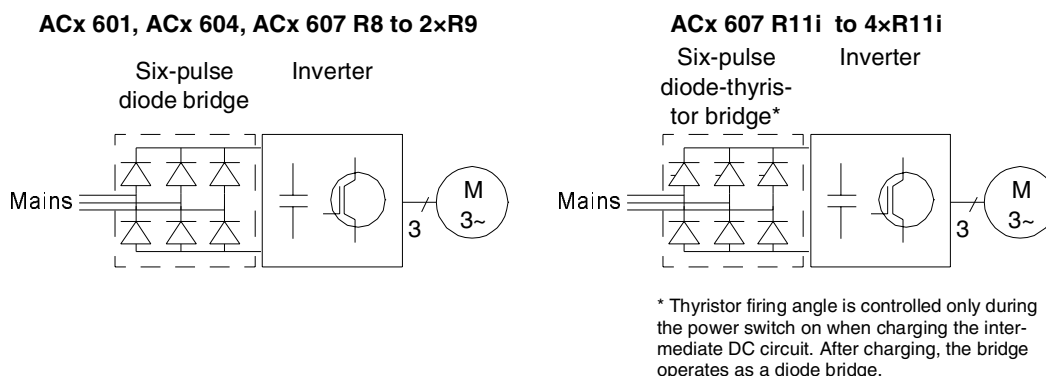 ACx 601, ACx 604, ACx 607 R8 to 2×R9
Six-pulse
diode bridge
Inverter
Mains
3
M
3~
ACx 607 R11i to 4×R11i
Six-pulse
diode-thyris-
tor bridge*
Inverter
Mains
3
M
3~
* Thyristor firing angle is controlled only during
the power switch on when charging the inter-
mediate DC circuit. After charging, the bridge
operates as a diode bridge.